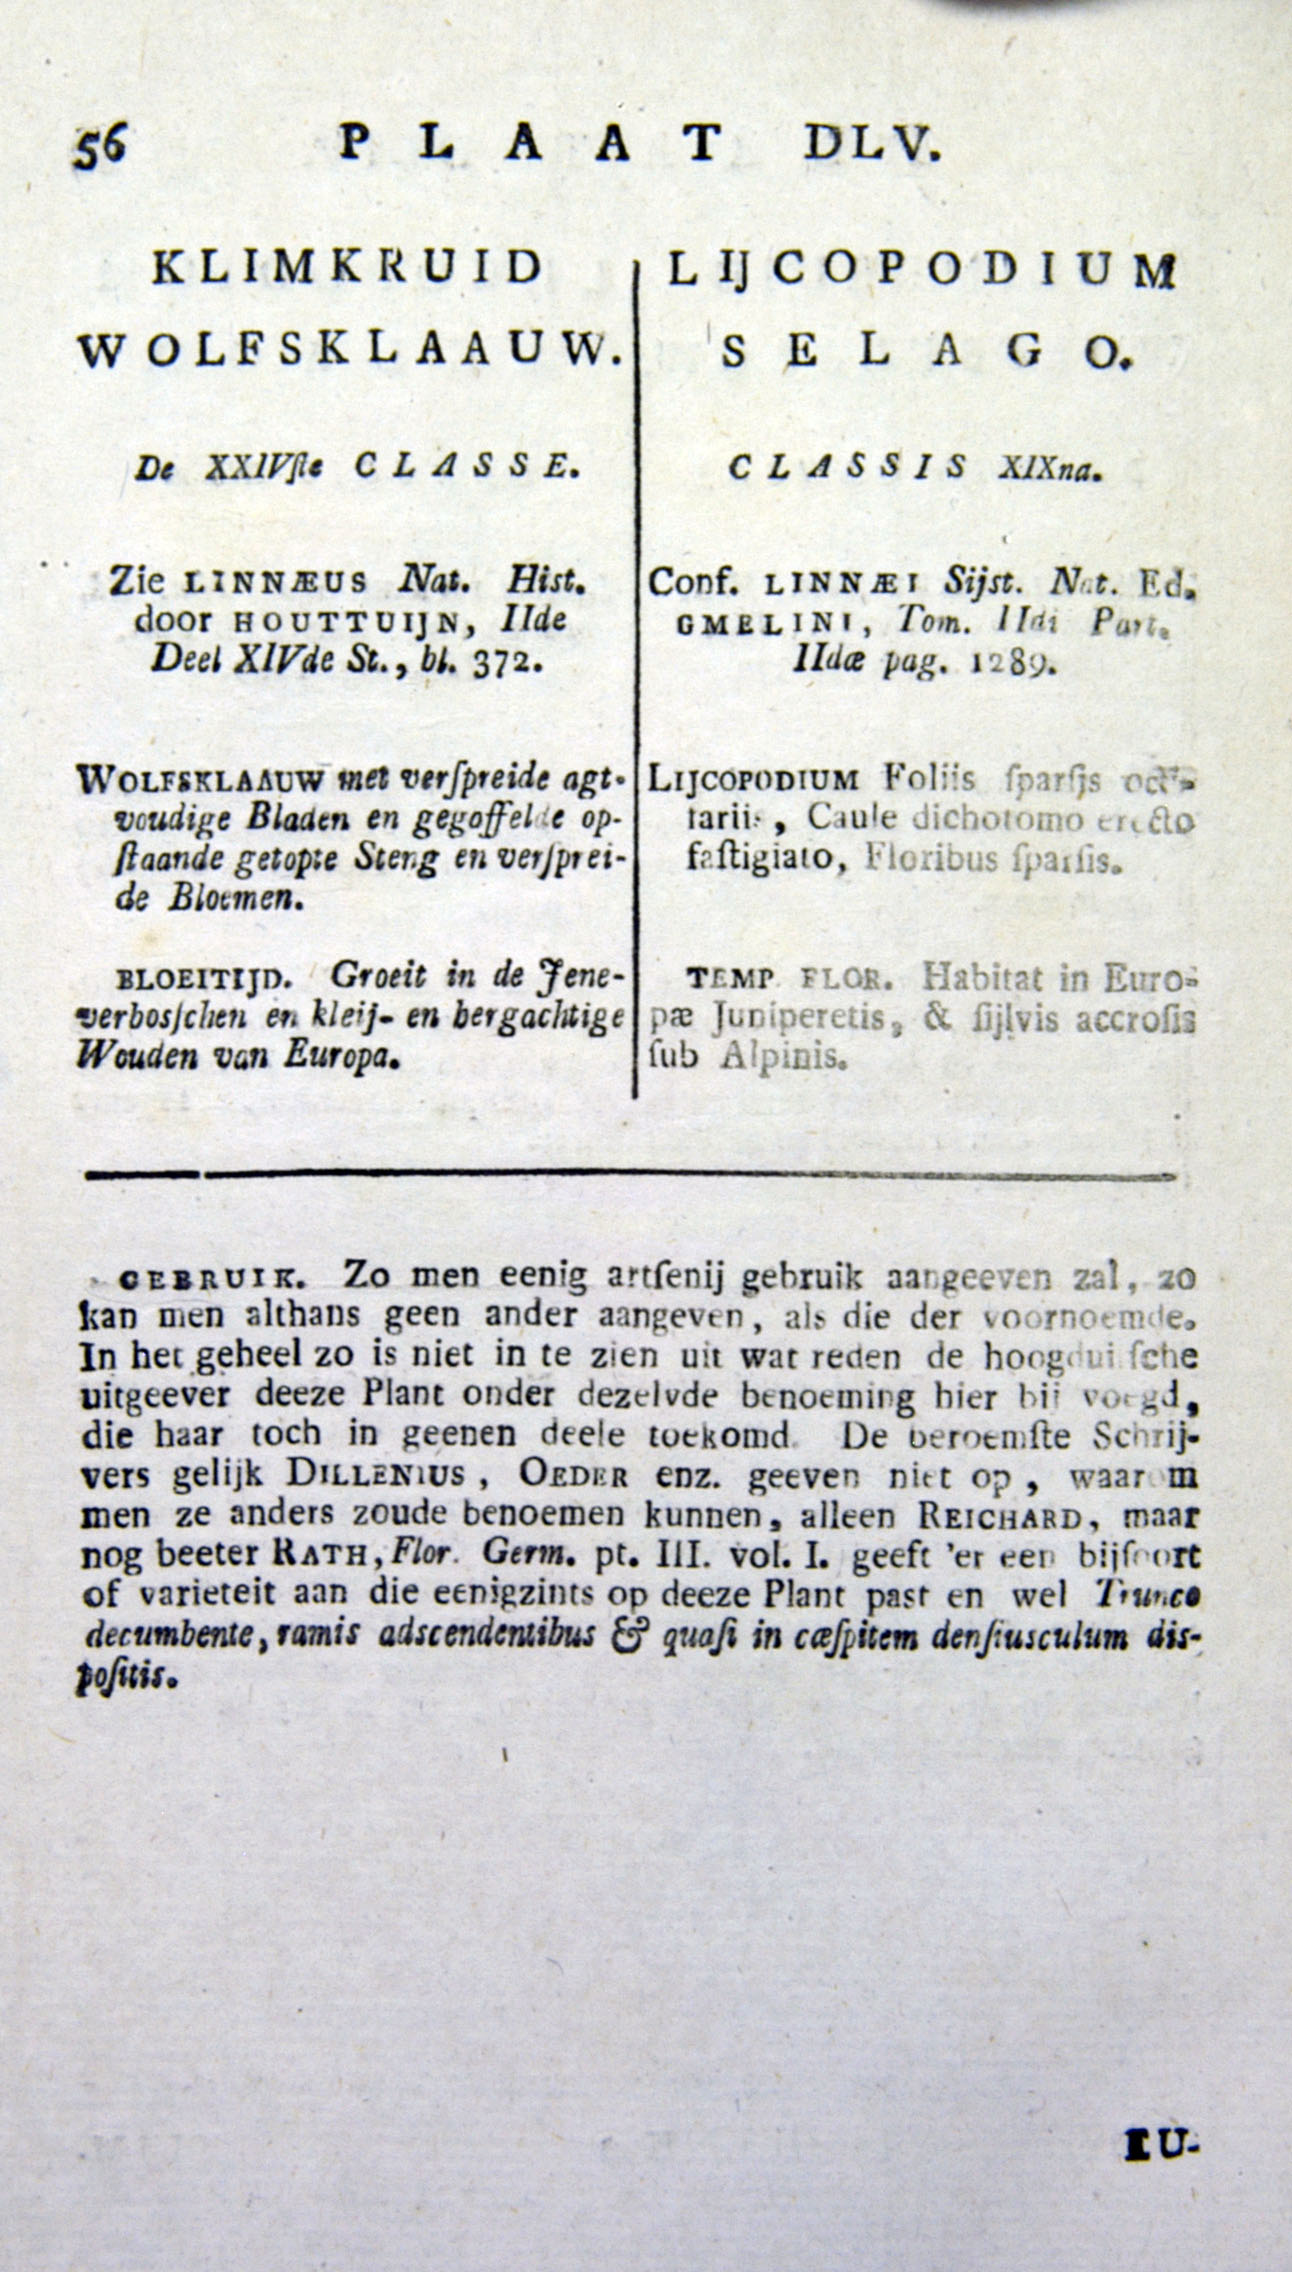 56 PLAAT DLV.
KLIMKRUID
WOLFSKLAAUW.
De XXIVſte CLASSE.
Zie LINNÆUS Nat. Hist.
door HOUTTUIJN, IIde
Deel XIVde St., bl. 372.
WOLFSKLAAUW met verſpreide agt-
voudige Bladen en gegoffelde op-
ſtaande getopte Steng en verſprei-
de Bloemen.
BLOEITIJD. Groeit in de Jene-
verbosſchen en kleij- en bergachtige
Wouden van Europa.
LIJCOPODIUM
SELAGO.
CLASSIS XIXna.
Conf. LINNÆI Sijst. Nat. Ed.
GMELINI, Tom. IIdi Part.
IIdæ pag. 1289.
LIJCOPODIUM Foliis ſparſis octo-
tariis, Caule dichotomo erecto
faſtigiato, Floribus ſparſis.
TEMP. FLOR. Habitat in Euro-
pæ Juniperetis, & ſijlvis accroſis
ſub Alpinis.
GEBRUIK. Zo men eenig artſenij gebruik aangeeven zal, zo
kan men althans geen ander aangeven, als die der voornoemde.
In het geheel zo is niet in te zien uit wat reden de hoogduitſche
uitgeever deeze Plant onder dezelvde benoeming hier bij voegd,
die haar toch in geenen deele toekomd. De beroemſte Schrij-
vers gelijk DILLENIUS, OEDER enz. geeven niet op, waarom
men ze anders zoude benoemen kunnen, alleen REICHARD, maar
nog beeter RATH, Flor. Germ. pt. III. vol. I. geeft 'er een bijſoort
of varieteit aan die eenigzints op deeze Plant past en wel Trunco
decumbente, ramis adscendentibus & quaſi in cæſpitem denſiusculum dis-
poſitis.
IU-